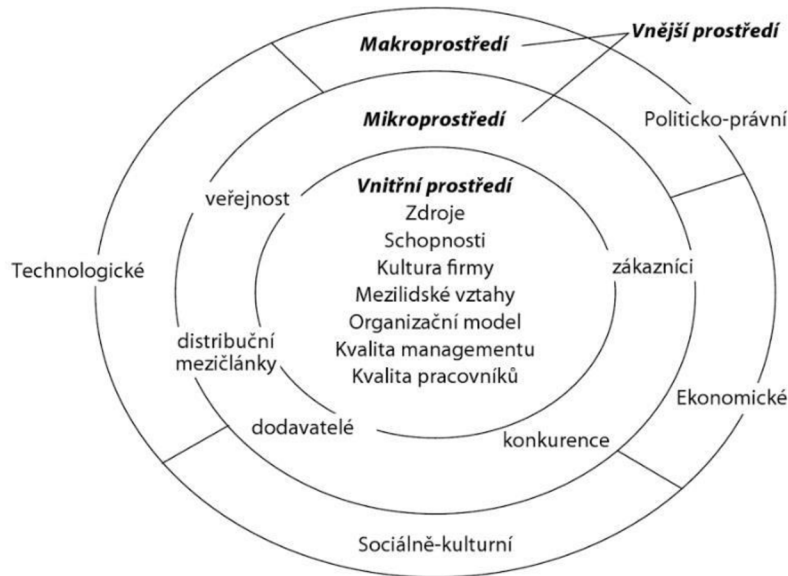 Makroprostředí
Vnější prostředí
Mikroprostředí
Politicko-právní
Vnitřní prostředí
veřejnost
Zdroje
Schopnosti
Technologické
Kultura firmy
zákazníci
Mezilidské vztahy
Organizační model
distribuční
mezičlánky
Kvalita managementu
Kvalita pracovníků
Ekonomické
dodavatelé
konkurence
Sociálně-kulturní